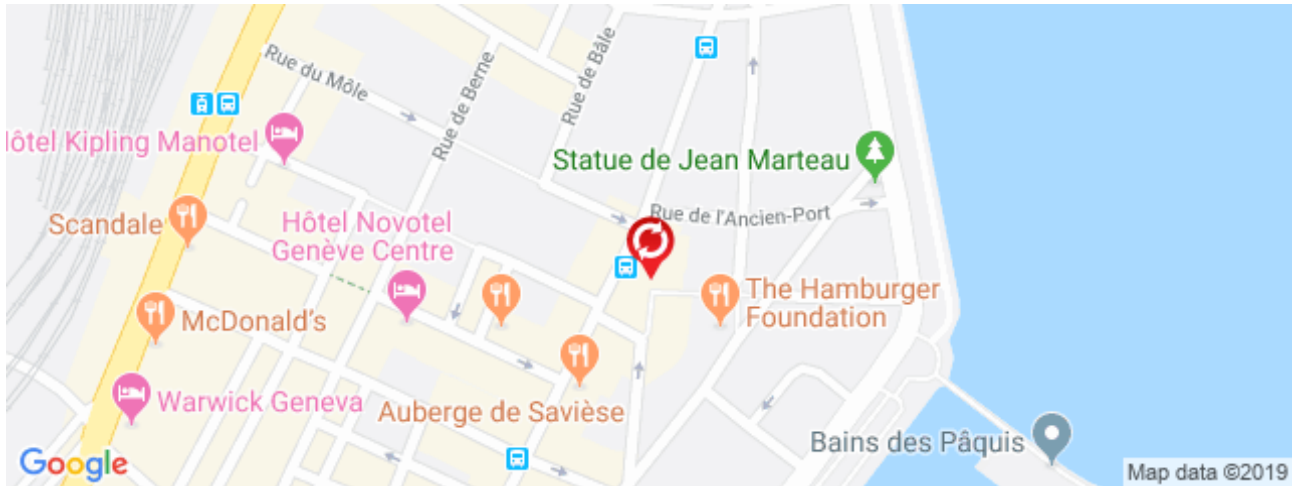 Rue du Môle
Rue de Berne
Rue de Bâle
ôtel Kipling Manotel
Statue de Jean Marteau
Scandale
Hôtel Novotel
Genève Centre
Rue de l'Ancien-Port
The Hamburger
Foundation
McDonald's
Warwick Geneva
Auberge de Savièse
Bains des Pâquis
Google
Map data ©2019